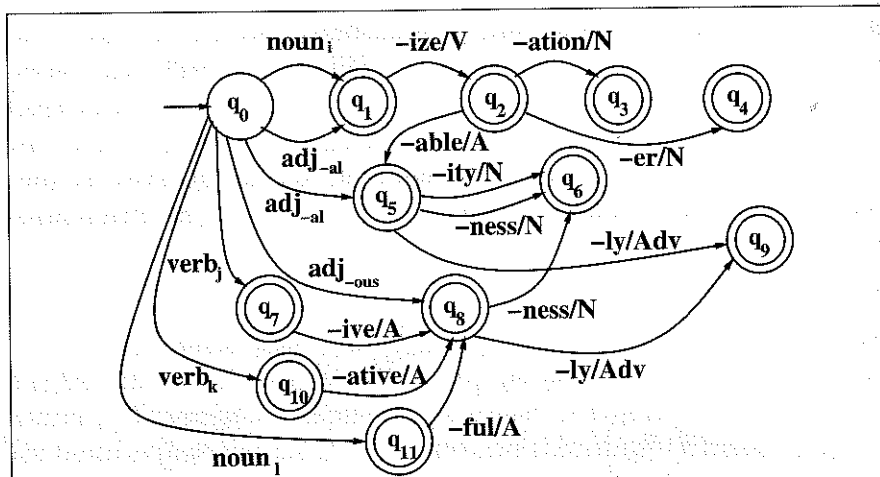 noun_i –ize/V –ation/N
q_0 q_1 q_2 q_3 q_4
adj_–al –able/A –er/N
adj_–al q_5 –ity/N q_6
–ness/N
–ly/Adv q_9
verb_j adj_–ous
q_7 q_8 –ness/N
–ive/A
verb_k q_10 –ative/A –ly/Adv
noun_l q_11 –ful/A